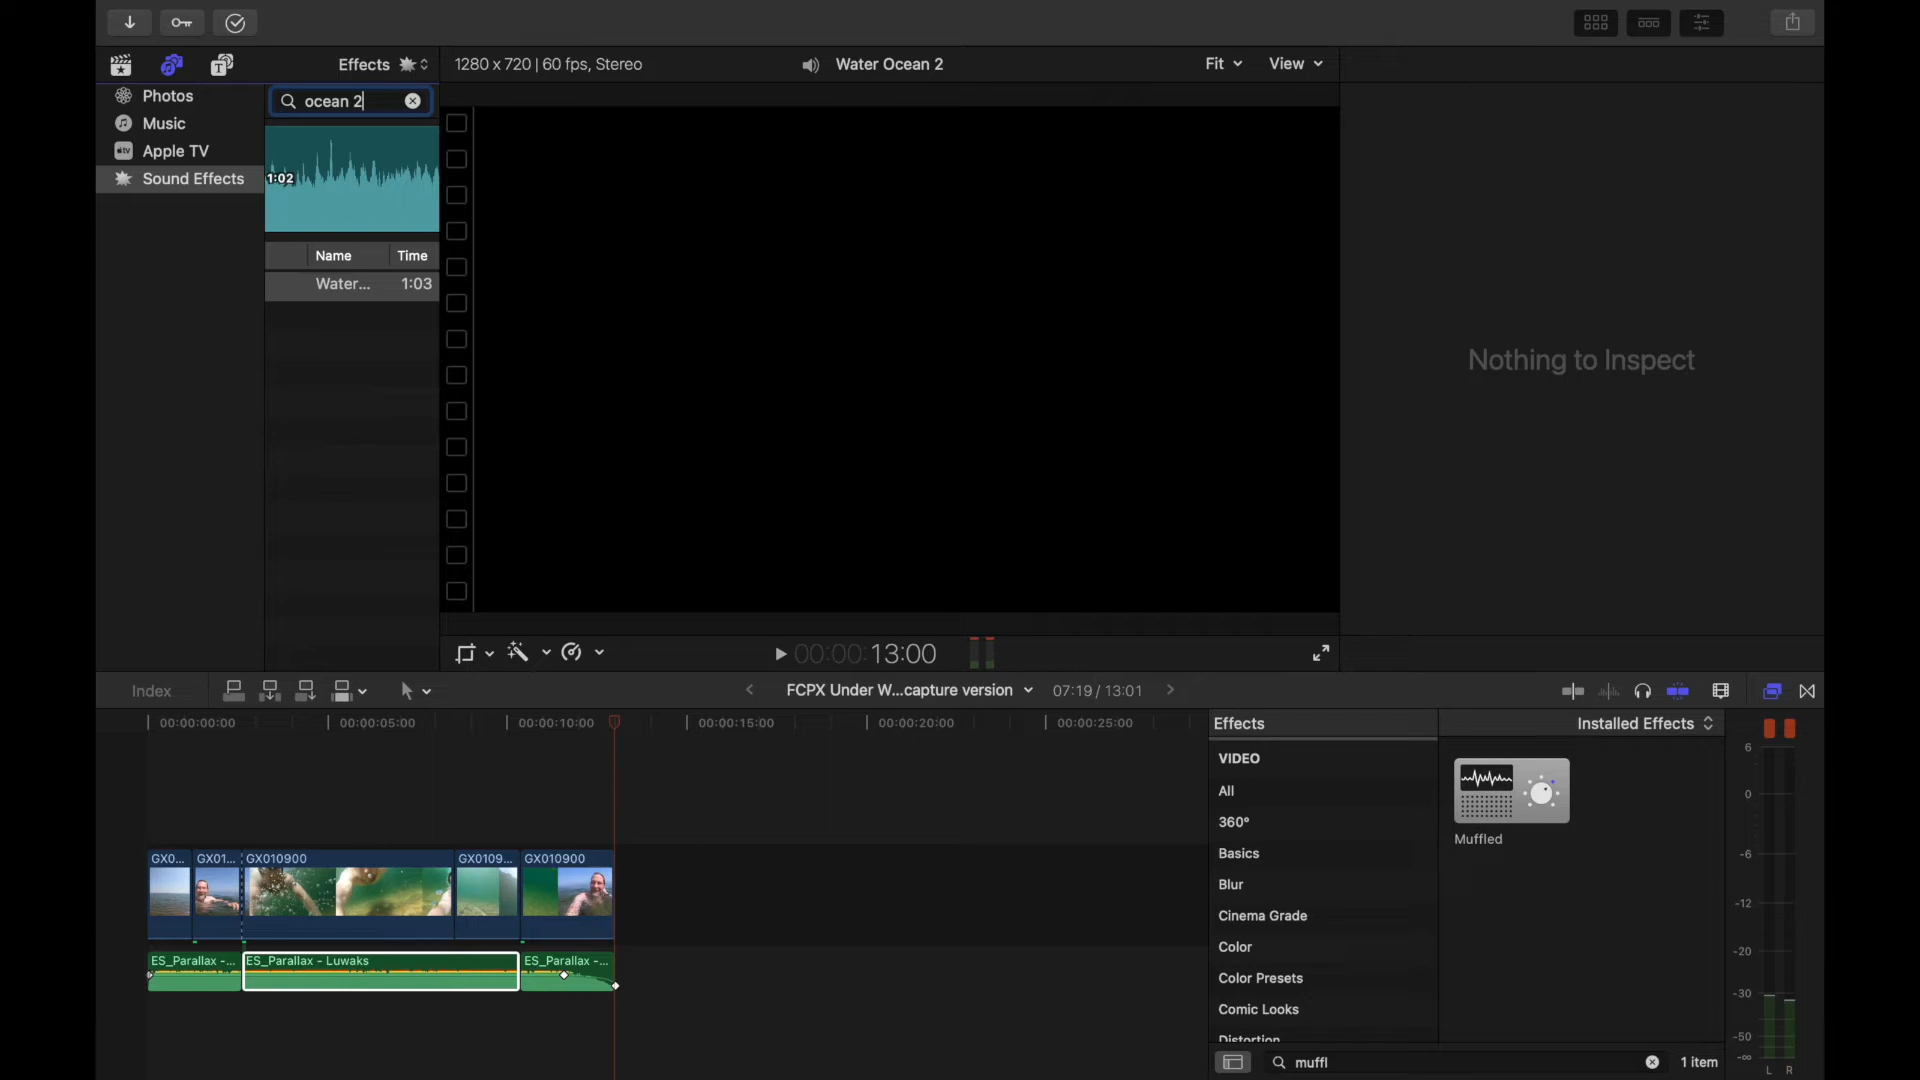 Effects
1280 x 720 | 60 fps, Stereo
Water Ocean 2
Fit
View
Photos
Music
Apple TV
Sound Effects
ocean 2
1:02
Name
Time
Water...
1:03
Nothing to Inspect
00:00:00:13:00
Index
FCPX Under W...capture version
07:19 / 13:01
00:00:00:00
00:00:05:00
00:00:10:00
00:00:15:00
00:00:20:00
00:00:25:00
GX0...
GX01...
GX010900
GX0109...
GX010900
ES_Parallax -...
ES_Parallax - Luwaks
ES_Parallax -...
Effects
Installed Effects
VIDEO
All
360°
Basics
Blur
Cinema Grade
Color
Color Presets
Comic Looks
Distortion
Muffled
muffl
1 item
6
0
-6
-12
-20
-30
-50
-∞
L
R